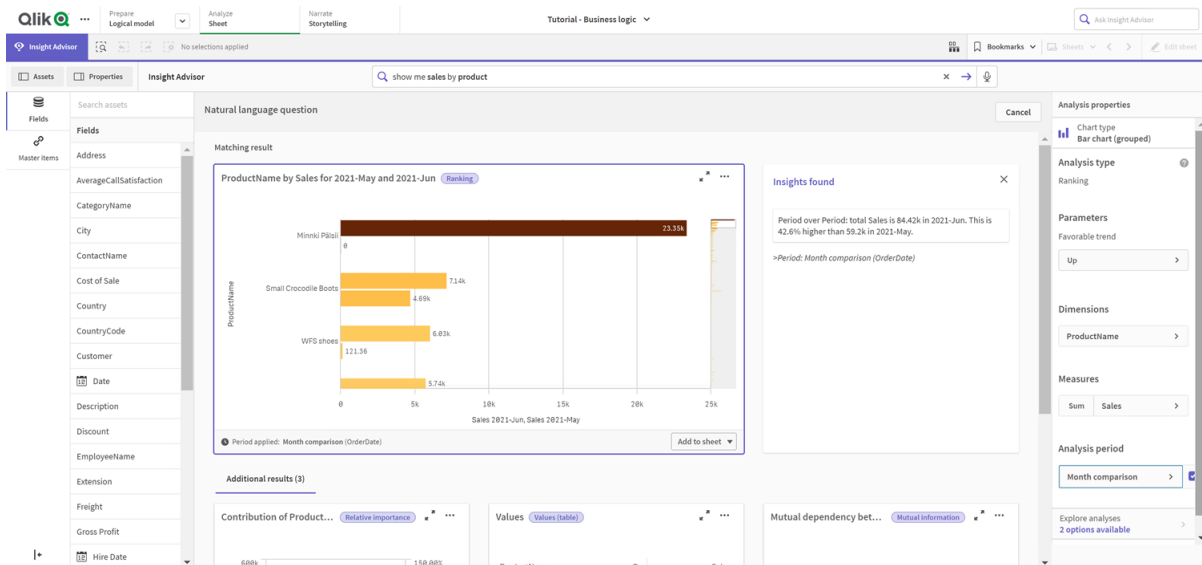 Qlik
Prepare
Logical model
Analyze
Sheet
Narrate
Storytelling
Tutorial - Business logic
Ask Insight Advisor
Insight Advisor
No selections applied
Bookmarks
Sheets
Edit sheet
Assets
Properties
Insight Advisor
show me sales by product
Fields
Master items
Search assets
Fields
Address
AverageCallSatisfaction
CategoryName
City
ContactName
Cost of Sale
Country
CountryCode
Customer
Date
Description
Discount
EmployeeName
Extension
Freight
Gross Profit
Hire Date
Natural language question
Cancel
Matching result
ProductName by Sales for 2021-May and 2021-Jun
Ranking
ProductName
Minnki Pälsii
23.35k
0
Small Crocodile Boots
7.14k
4.69k
WFS shoes
6.03k
121.36
5.74k
0 5k 10k 15k 20k 25k
Sales 2021-Jun, Sales 2021-May
Period applied: Month comparison (OrderDate)
Add to sheet
Insights found
Period over Period: total Sales is 84.42k in 2021-Jun. This is
42.6% higher than 59.2k in 2021-May.
>Period: Month comparison (OrderDate)
Additional results (3)
Contribution of Product...
Relative importance
600k
150.00%
Values
Values (table)
Mutual dependency bet...
Mutual information
Analysis properties
Chart type
Bar chart (grouped)
Analysis type
Ranking
Parameters
Favorable trend
Up
Dimensions
ProductName
Measures
Sum Sales
Analysis period
Month comparison
Explore analyses
2 options available